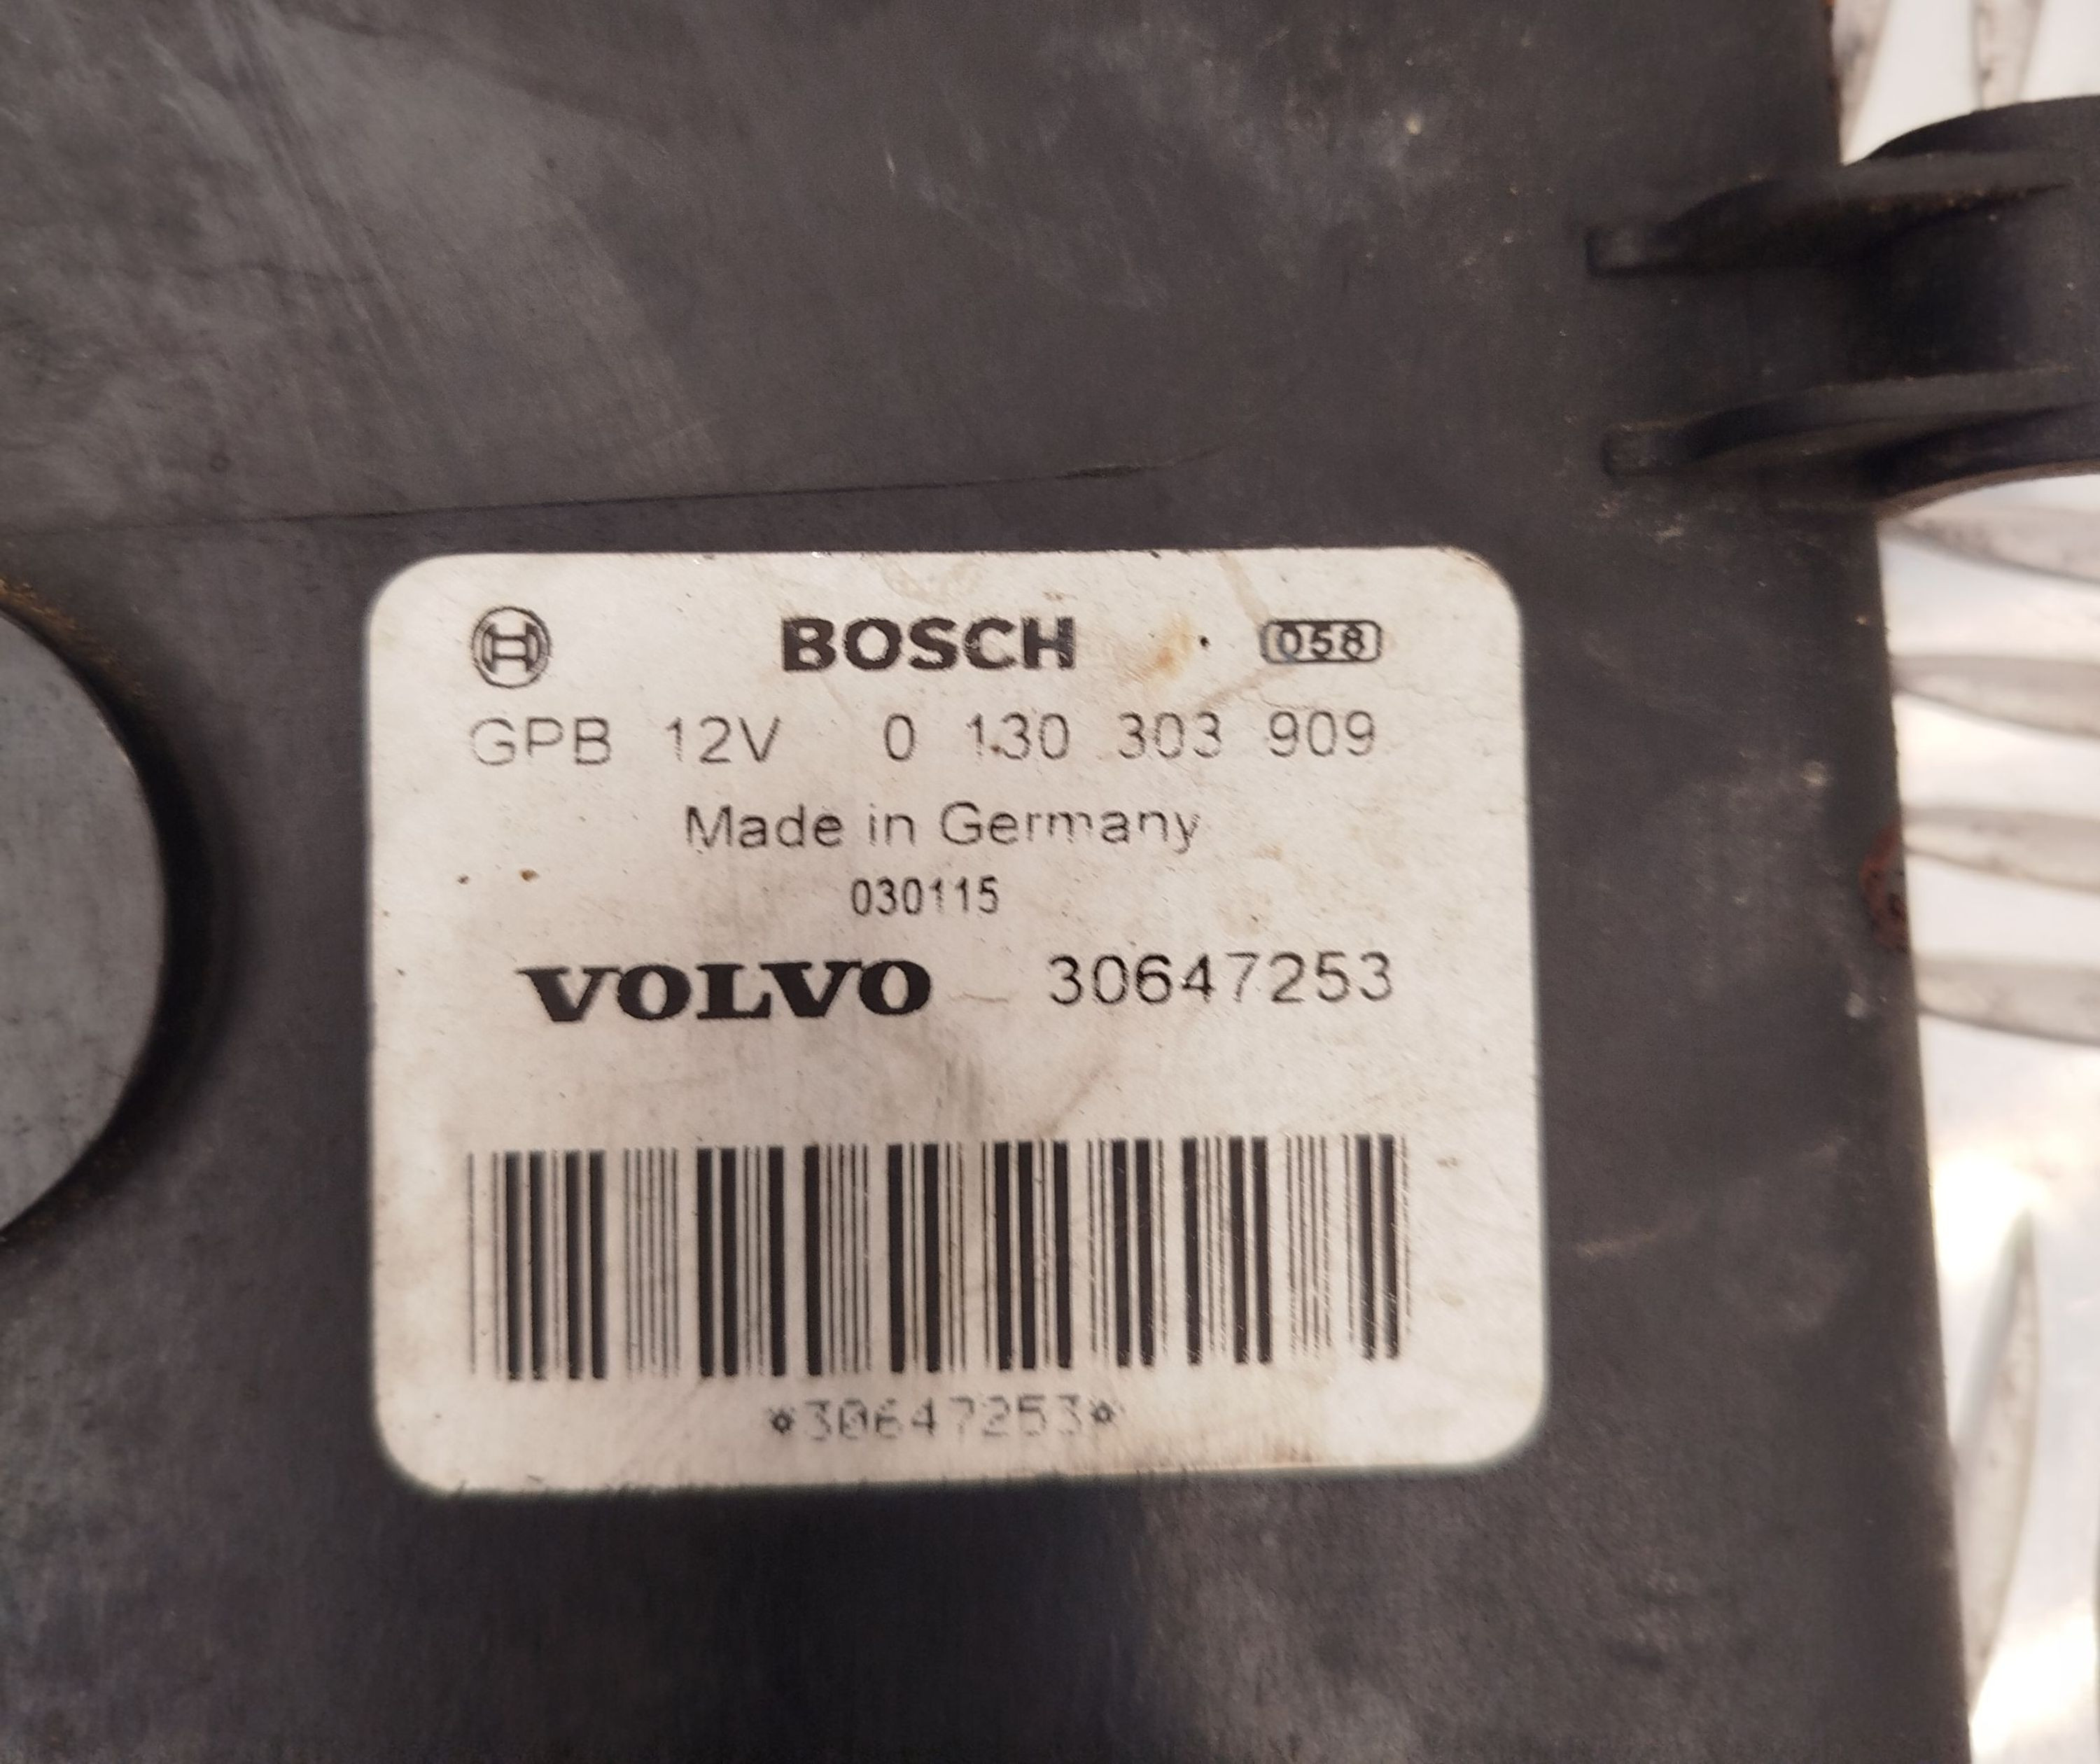 BOSCH 058
GPB 12V 0 130 303 909
Made in Germany
030115
VOLVO 30647253
*30647253*